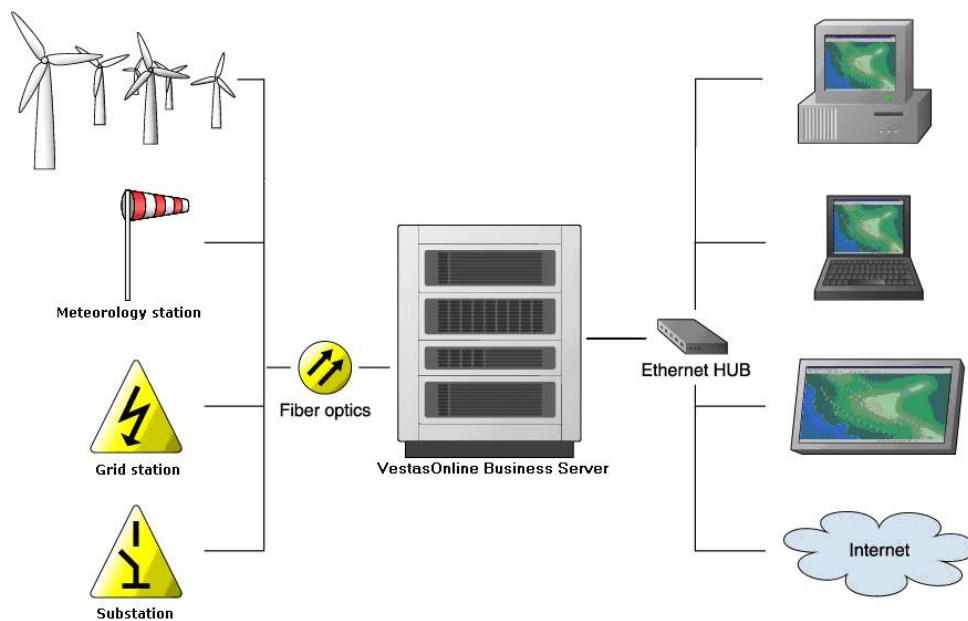 Meteorology station
Grid station
Substation
Fiber optics
VestasOnline Business Server
Ethernet HUB
Internet